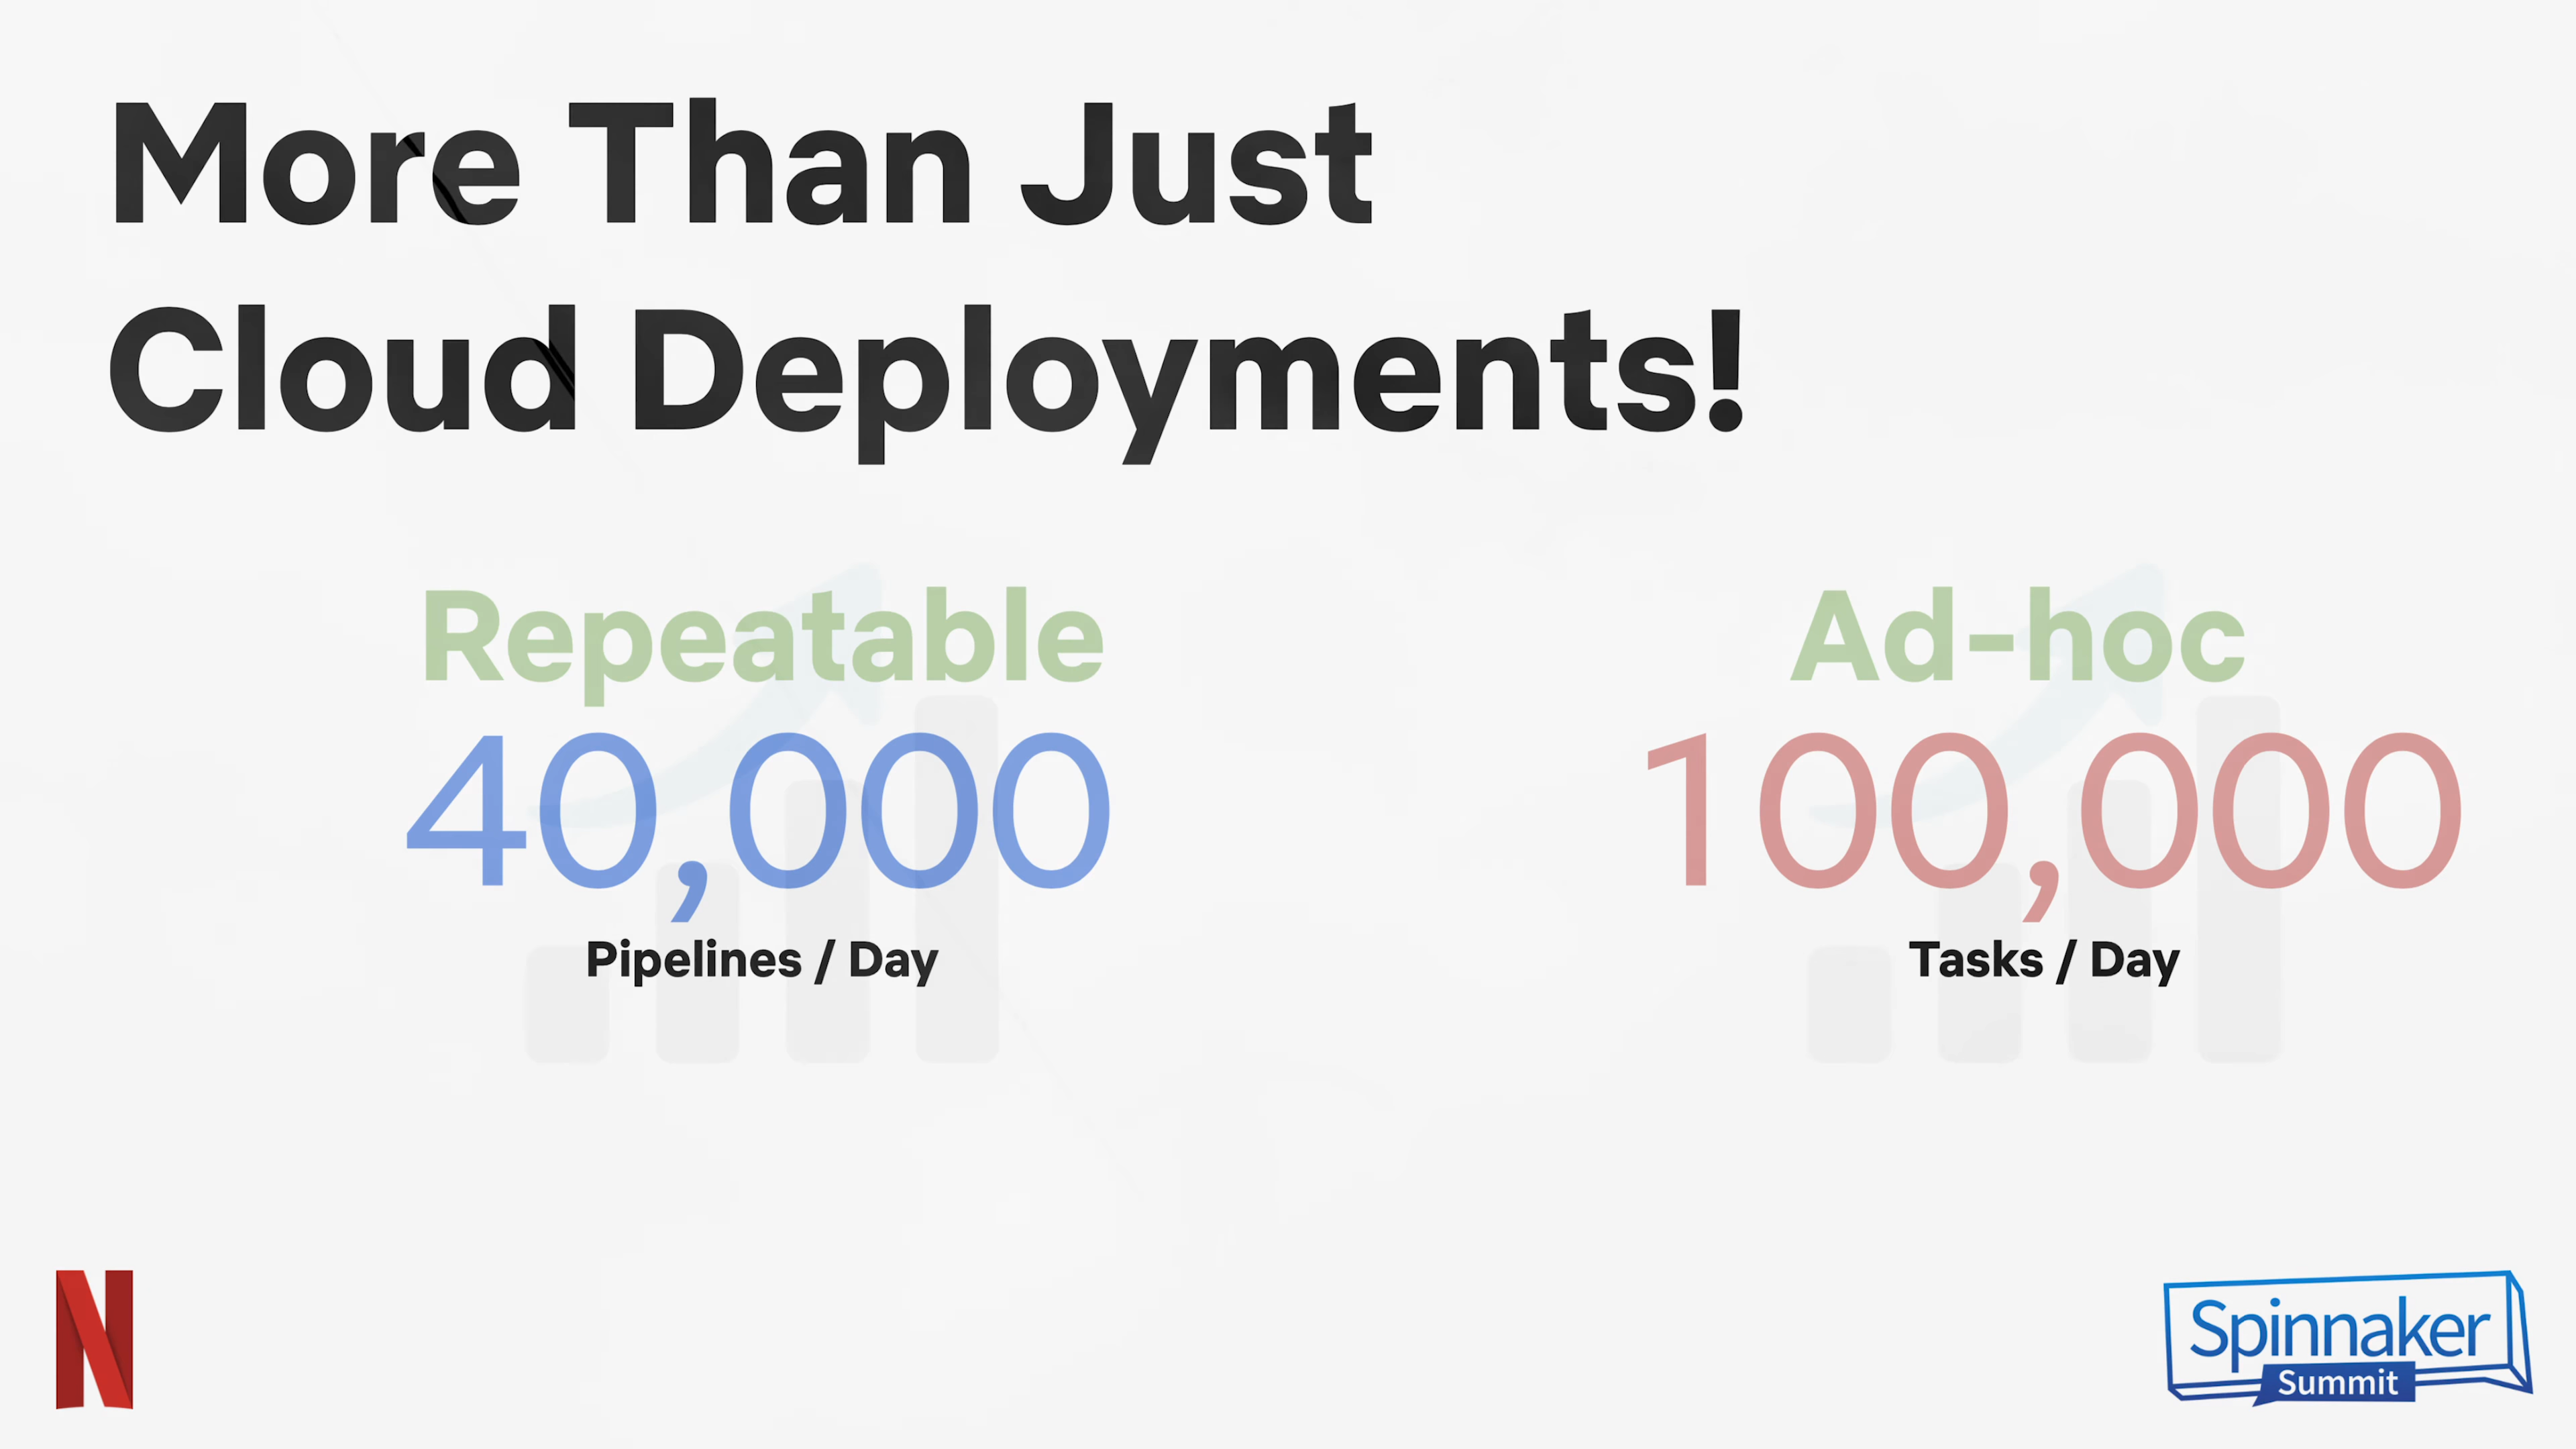 More Than Just
Cloud Deployments!
Repeatable
Ad-hoc
40,000
100,000
Pipelines / Day
Tasks / Day
N
Spinnaker
Summit